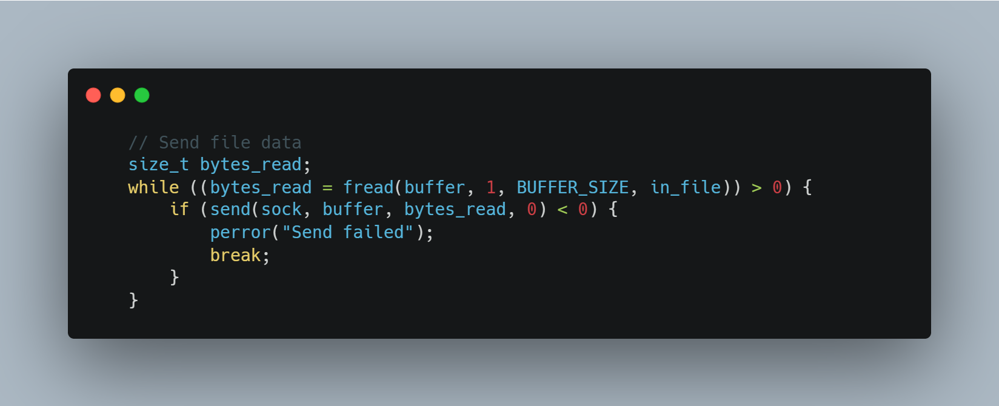 // Send file data
size_t bytes_read;
while ((bytes_read = fread(buffer, 1, BUFFER_SIZE, in_file)) > 0) {
    if (send(sock, buffer, bytes_read, 0) < 0) {
        perror("Send failed");
        break;
    }
}